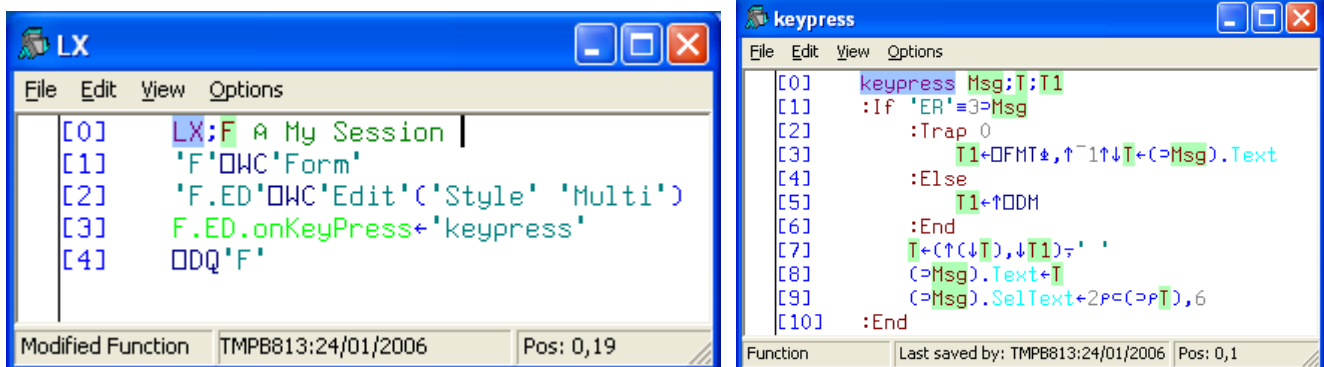 LX
File Edit View Options
[0] LX;F ⍝ My Session
[1] 'F'⎕WC'Form'
[2] 'F.ED'⎕WC'Edit'('Style' 'Multi')
[3] F.ED.onKeyPress←'keypress'
[4] ⎕DQ'F'
Modified Function TMPB813:24/01/2006 Pos: 0,19
keypress
File Edit View Options
[0] keypress Msg;T;T1
[1] :If 'ER'≡3⊃Msg
[2] :Trap 0
[3] T1←⎕FMT⍎,↑¯1↑↓T←(⊃Msg).Text
[4] :Else
[5] T1←↑⎕DM
[6] :End
[7] T←(↑(↓T),↓T1)⍪' '
[8] (⊃Msg).Text←T
[9] (⊃Msg).SelText←2⍴⊂(⊃⍴T),6
[10] :End
Function Last saved by: TMPB813:24/01/2006 Pos: 0,1